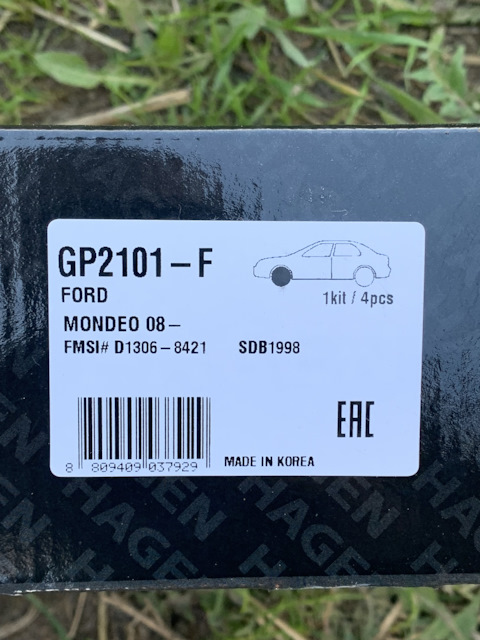 GP2101-F
FORD
1kit / 4pcs
MONDEO 08-
FMSI# D1306-8421 SDB1998
EAC
8 809409 037929
MADE IN KOREA
HAGEN
HAGEN